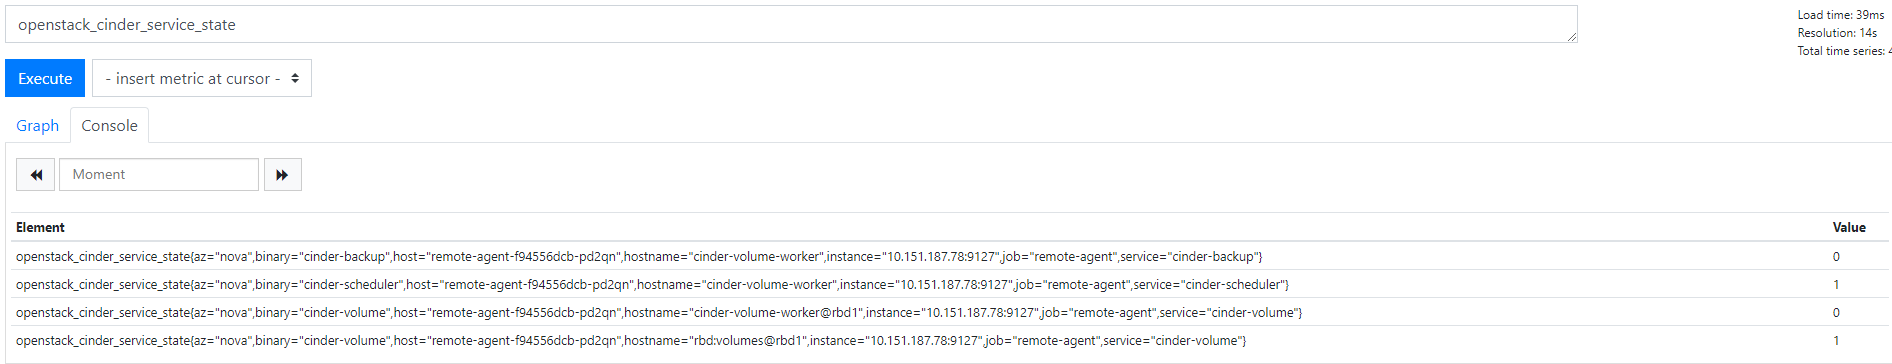 openstack_cinder_service_state
Load time: 39ms
Resolution: 14s
Total time series: 4
Execute
- insert metric at cursor -
Graph
Console
Moment
Element Value
openstack_cinder_service_state{az="nova",binary="cinder-backup",host="remote-agent-f94556dcb-pd2qn",hostname="cinder-volume-worker",instance="10.151.187.78:9127",job="remote-agent",service="cinder-backup"} 0
openstack_cinder_service_state{az="nova",binary="cinder-scheduler",host="remote-agent-f94556dcb-pd2qn",hostname="cinder-volume-worker",instance="10.151.187.78:9127",job="remote-agent",service="cinder-scheduler"} 1
openstack_cinder_service_state{az="nova",binary="cinder-volume",host="remote-agent-f94556dcb-pd2qn",hostname="cinder-volume-worker@rbd1",instance="10.151.187.78:9127",job="remote-agent",service="cinder-volume"} 0
openstack_cinder_service_state{az="nova",binary="cinder-volume",host="remote-agent-f94556dcb-pd2qn",hostname="rbd:volumes@rbd1",instance="10.151.187.78:9127",job="remote-agent",service="cinder-volume"} 1